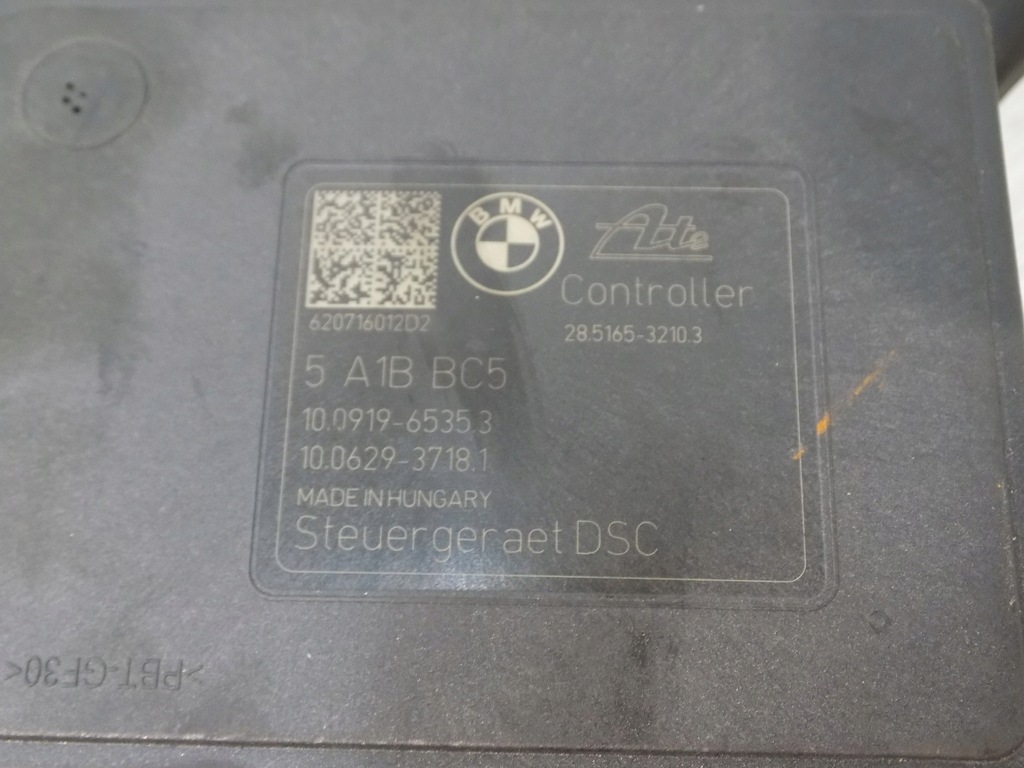 BMW
Ate
Controller
620716012D2
28.5165-3210.3
5 A1B BC5
10.0919-6535.3
10.0629-3718.1
MADE IN HUNGARY
Steuergeraet DSC
>PBT-GF30<